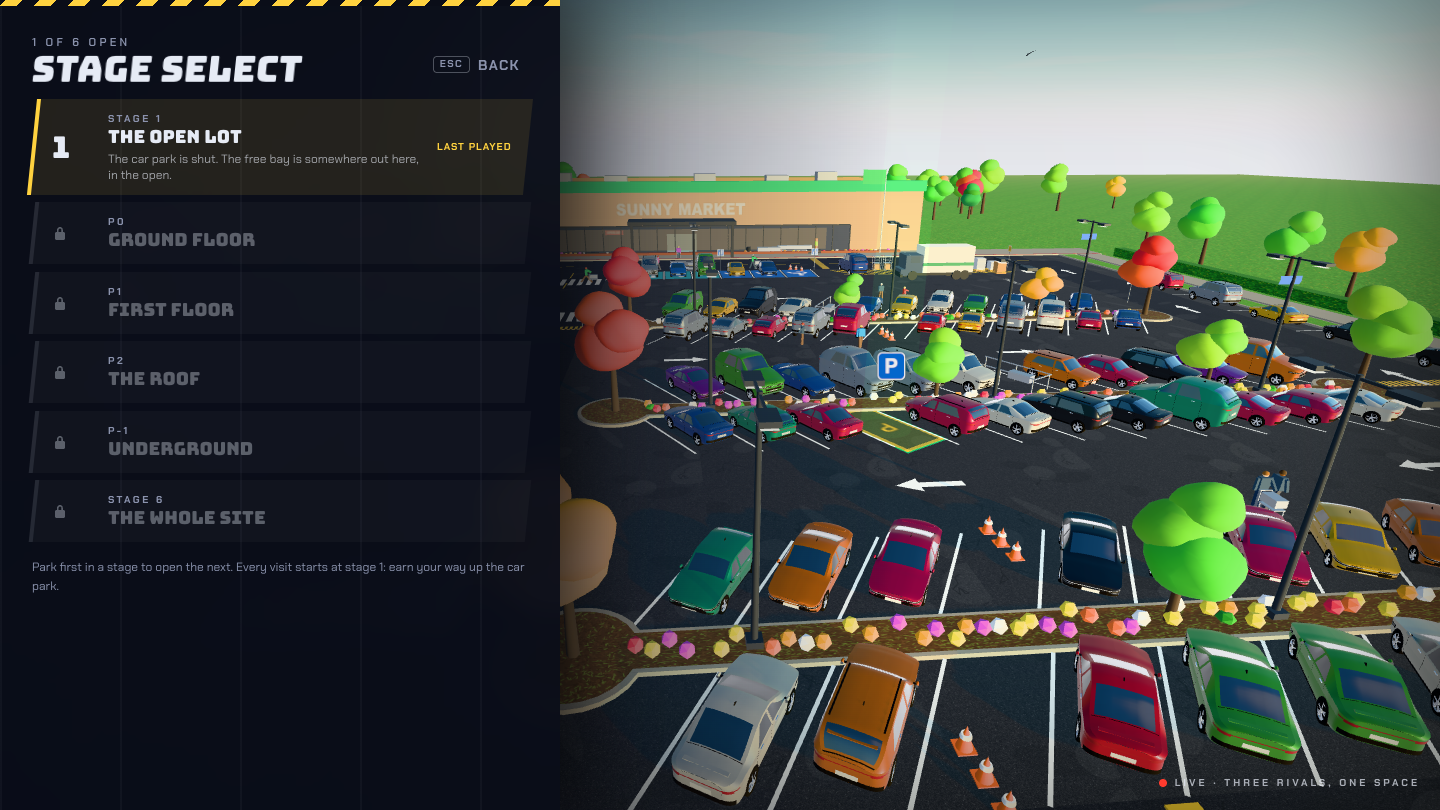 1 OF 6 OPEN
STAGE SELECT
ESC BACK
1
STAGE 1
THE OPEN LOT
The car park is shut. The free bay is somewhere out here,
in the open.
LAST PLAYED
P0
GROUND FLOOR
P1
FIRST FLOOR
P2
THE ROOF
P-1
UNDERGROUND
STAGE 6
THE WHOLE SITE
Park first in a stage to open the next. Every visit starts at stage 1: earn your way up the car
park.
SUNNY MARKET
P
P
LIVE · THREE RIVALS, ONE SPACE